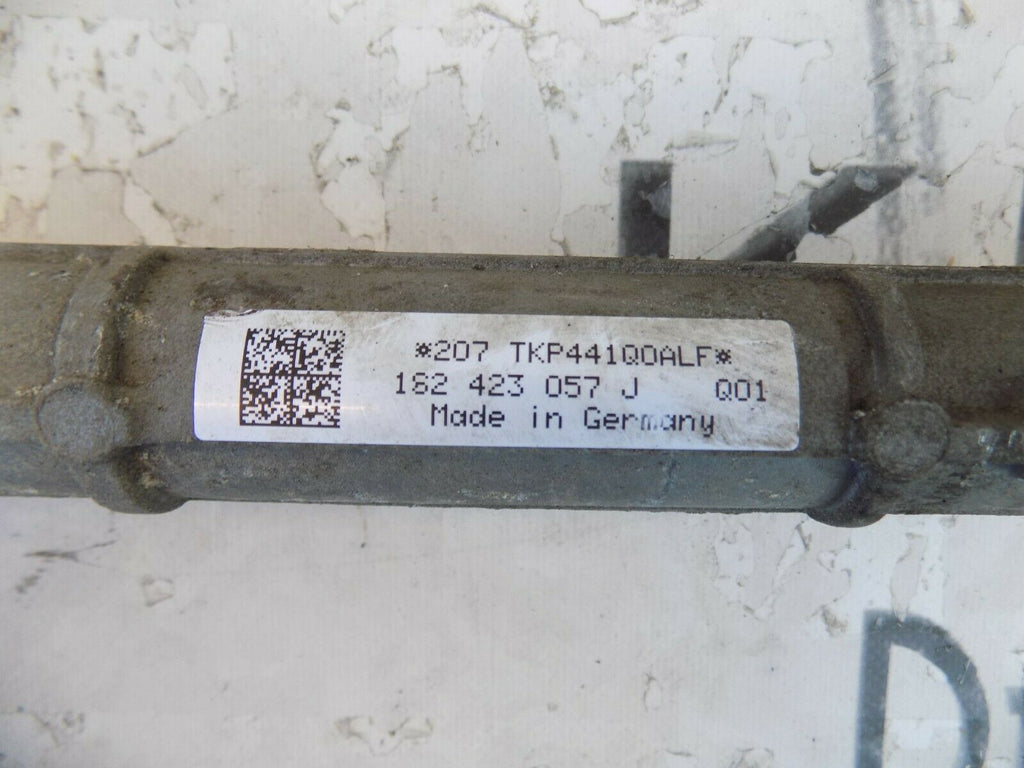 *207 TKP441Q0ALF*
1S2 423 057 J Q01
Made in Germany
D